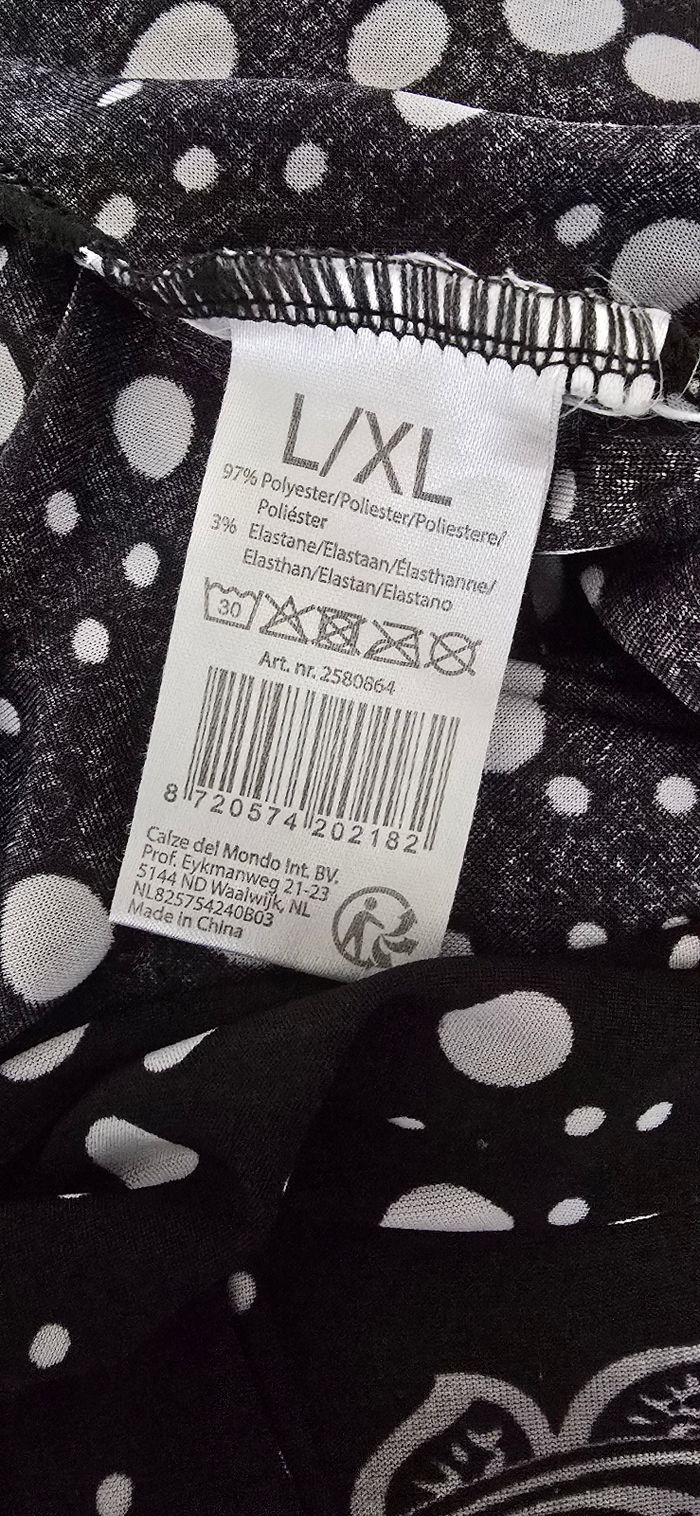 L/XL
97% Polyester/Poliester/Poliestere/
Poliéster
3% Elastane/Elastaan/Élasthanne/
Elasthan/Elastan/Elastano
30
Art. nr. 2580864
8 720574 202182
Calze del Mondo Int. BV.
Prof. Eykmanweg 21-23
5144 ND Waalwijk, NL
NL825754240B03
Made in China